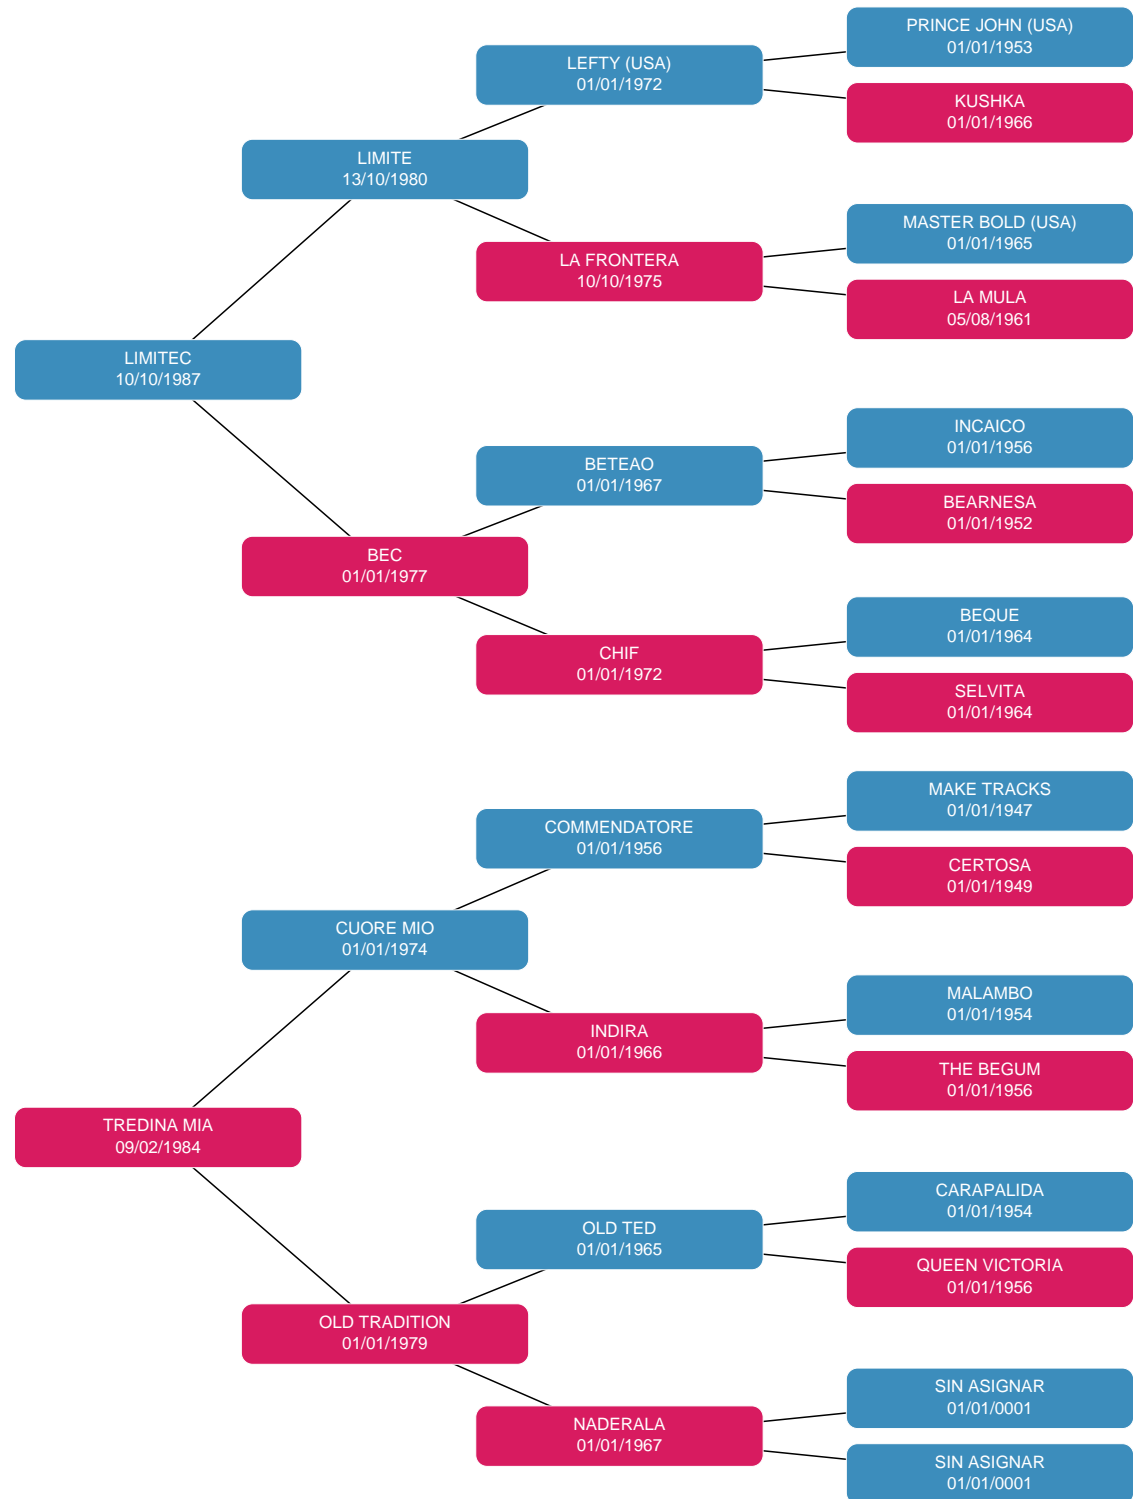 PRINCE JOHN (USA)
01/01/1953
LEFTY (USA)
01/01/1972
KUSHKA
01/01/1966
LIMITE
13/10/1980
MASTER BOLD (USA)
01/01/1965
LA FRONTERA
10/10/1975
LA MULA
05/08/1961
LIMITEC
10/10/1987
INCAICO
01/01/1956
BETEAO
01/01/1967
BEARNESA
01/01/1952
BEC
01/01/1977
BEQUE
01/01/1964
CHIF
01/01/1972
SELVITA
01/01/1964
MAKE TRACKS
01/01/1947
COMMENDATORE
01/01/1956
CERTOSA
01/01/1949
CUORE MIO
01/01/1974
MALAMBO
01/01/1954
INDIRA
01/01/1966
THE BEGUM
01/01/1956
TREDINA MIA
09/02/1984
CARAPALIDA
01/01/1954
OLD TED
01/01/1965
QUEEN VICTORIA
01/01/1956
OLD TRADITION
01/01/1979
SIN ASIGNAR
01/01/0001
NADERALA
01/01/1967
SIN ASIGNAR
01/01/0001